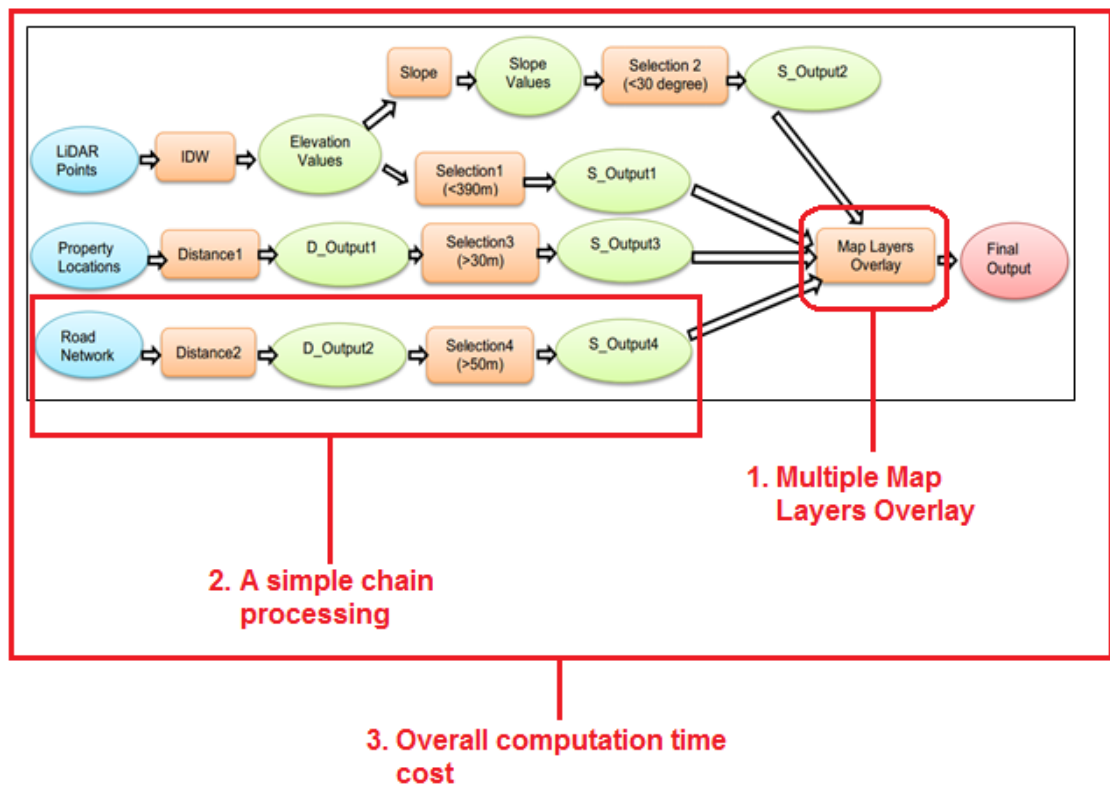 Slope
Slope
Values
Selection 2
(<30 degree)
S_Output2
LiDAR
Points
IDW
Elevation
Values
Selection1
(<390m)
S_Output1
Property
Locations
Distance1
D_Output1
Selection3
(>30m)
S_Output3
Map Layers
Overlay
Final
Output
Road
Network
Distance2
D_Output2
Selection4
(>50m)
S_Output4
1. Multiple Map
Layers Overlay
2. A simple chain
processing
3. Overall computation time
cost